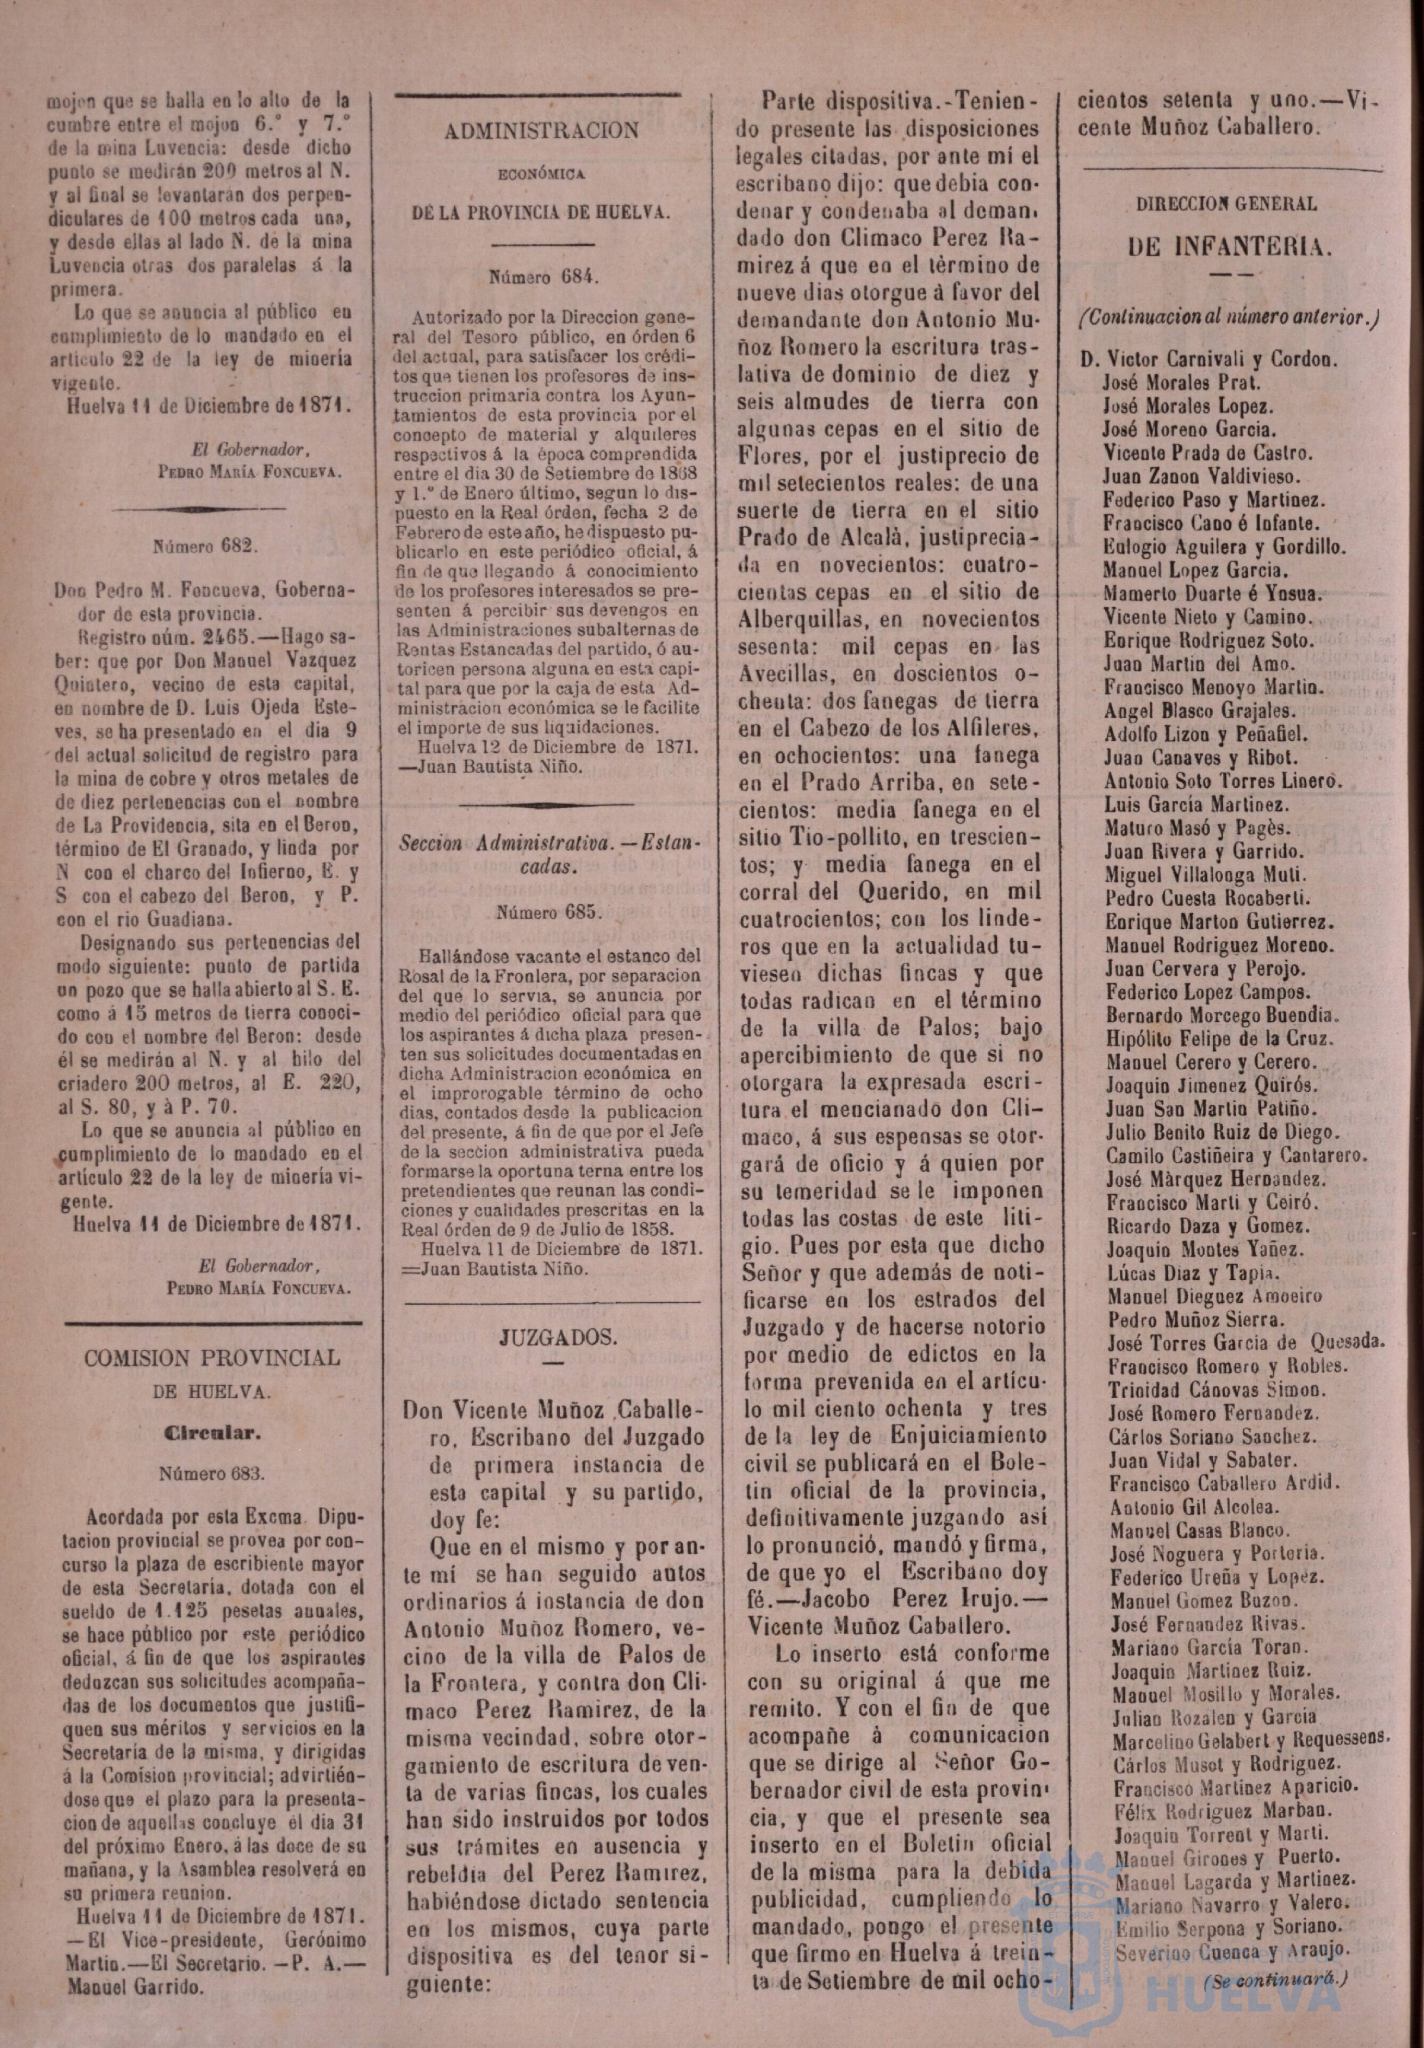 mojon que se halla en lo alto de la
cumbre entre el mojon 6.° y 7.°
de la mina Luvencia: desde dicho
punto se medirán 200 metros al N.
y al final se levantarán dos perpen-
diculares de 100 metros cada una,
y desde ellas al lado N. de la mina
Luvencia otras dos paralelas á la
primera.
Lo que se anuncia al público en
cumplimiento de lo mandado en el
artículo 22 de la ley de minería
vigente.
Huelva 11 de Diciembre de 1871.
El Gobernador,
PEDRO MARÍA FONCUEVA.
Número 682.
Don Pedro M. Foncueva, Goberna-
dor de esta provincia.
Registro núm. 2465.—Hago sa-
ber: que por Don Manuel Vazquez
Quintero, vecino de esta capital,
en nombre de D. Luis Ojeda Este-
ves, se ha presentado en el dia 9
del actual solicitud de registro para
la mina de cobre y otros metales de
de diez pertenencias con el nombre
de La Providencia, sita en el Beron,
término de El Granado, y linda por
N con el charco del Infierno, E. y
S con el cabezo del Beron, y P.
con el rio Guadiana.
Designando sus pertenencias del
modo siguiente: punto de partida
un pozo que se halla abierto al S. E.
como á 15 metros de tierra conoci-
do con el nombre del Beron: desde
él se medirán al N. y al hilo del
criadero 200 metros, al E. 220,
al S. 80, y à P. 70.
Lo que se anuncia al público en
cumplimiento de lo mandado en el
artículo 22 de la ley de minería vi-
gente.
Huelva 11 de Diciembre de 1871.
El Gobernador,
PEDRO MARÍA FONCUEVA.
COMISION PROVINCIAL
DE HUELVA.
Circular.
Número 683.
Acordada por esta Excma. Dipu-
tacion provincial se provea por con-
curso la plaza de escribiente mayor
de esta Secretaría, dotada con el
sueldo de 1.125 pesetas anuales,
se hace público por este periódico
oficial, á fin de que los aspirantes
deduzcan sus solicitudes acompaña-
das de los documentos que justifi-
quen sus méritos y servicios en la
Secretaría de la misma, y dirigidas
á la Comision provincial; advirtién-
dose que el plazo para la presenta-
cion de aquellas concluye el dia 31
del próximo Enero, á las doce de su
mañana, y la Asamblea resolverá en
su primera reunion.
Huelva 11 de Diciembre de 1871.
—El Vice-presidente, Gerónimo
Martin.—El Secretario. —P. A.—
Manuel Garrido.
ADMINISTRACION
ECONÓMICA
DE LA PROVINCIA DE HUELVA.
Número 684.
Autorizado por la Direccion gene-
ral del Tesoro público, en órden 6
del actual, para satisfacer los crédi-
tos que tienen los profesores de ins-
truccion primaria contra los Ayun-
tamientos de esta provincia por el
concepto de material y alquileres
respectivos á la época comprendida
entre el dia 30 de Setiembre de 1868
y 1.° de Enero último, segun lo dis-
puesto en la Real órden, fecha 2 de
Febrero de este año, he dispuesto pu-
blicarlo en este periódico oficial, á
fin de que llegando á conocimiento
de los profesores interesados se pre-
senten á percibir sus devengos en
las Administraciones subalternas de
Rentas Estancadas del partido, ó au-
toricen persona alguna en esta capi-
tal para que por la caja de esta Ad-
ministracion económica se le facilite
el importe de sus liquidaciones.
Huelva 12 de Diciembre de 1871.
—Juan Bautista Niño.
Seccion Administrativa.—Estan-
cadas.
Número 685.
Hallándose vacante el estanco del
Rosal de la Frontera, por separacion
del que lo servia, se anuncia por
medio del periódico oficial para que
los aspirantes á dicha plaza presen-
ten sus solicitudes documentadas en
dicha Administracion económica en
el improrogable término de ocho
dias, contados desde la publicacion
del presente, á fin de que por el Jefe
de la seccion administrativa pueda
formarse la oportuna terna entre los
pretendientes que reunan las condi-
ciones y cualidades prescritas en la
Real órden de 9 de Julio de 1858.
Huelva 11 de Diciembre de 1871.
=Juan Bautista Niño.
JUZGADOS.
Don Vicente Muñoz Caballe-
ro, Escribano del Juzgado
de primera instancia de
esta capital y su partido,
doy fe:
Que en el mismo y por an-
te mí se han seguido autos
ordinarios á instancia de don
Antonio Muñoz Romero, ve-
cino de la villa de Palos de
la Frontera, y contra don Cli-
maco Perez Ramirez, de la
misma vecindad, sobre otor-
gamiento de escritura de ven-
ta de varias fincas, los cuales
han sido instruidos por todos
sus trámites en ausencia y
rebeldía del Perez Ramirez,
habiéndose dictado sentencia
en los mismos, cuya parte
dispositiva es del tenor si-
guiente:
Parte dispositiva.-Tenien-
do presente las disposiciones
legales citadas, por ante mi el
escribano dijo: que debia con-
denar y condenaba al deman-
dado don Climaco Perez Ra-
mirez á que en el tèrmino de
nueve dias otorgue à favor del
demandante don Antonio Mu-
ñoz Romero la escritura tras-
lativa de dominio de diez y
seis almudes de tierra con
algunas cepas en el sitio de
Flores, por el justiprecio de
mil setecientos reales: de una
suerte de tierra en el sitio
Prado de Alcalà, justiprecia-
da en novecientos: cuatro-
cientas cepas en el sitio de
Alberquillas, en novecientos
sesenta: mil cepas en las
Avecillas, en doscientos o-
chenta: dos fanegas de tierra
en el Cabezo de los Alfileres,
en ochocientos: una fanega
en el Prado Arriba, en sete-
cientos: media fanega en el
sitio Tio-pollito, en trescien-
tos; y media fanega en el
corral del Querido, en mil
cuatrocientos; con los linde-
ros que en la actualidad tu-
viesen dichas fincas y que
todas radican en el término
de la villa de Palos; bajo
apercibimiento de que si no
otorgara la expresada escri-
tura el mencianado don Cli-
maco, á sus espensas se otor-
gará de oficio y á quien por
su temeridad se le imponen
todas las costas de este liti-
gio. Pues por esta que dicho
Señor y que además de noti-
ficarse en los estrados del
Juzgado y de hacerse notorio
por medio de edictos en la
forma prevenida en el artícu-
lo mil ciento ochenta y tres
de la ley de Enjuiciamiento
civil se publicará en el Bole-
tin oficial de la provincia,
definitivamente juzgando así
lo pronunció, mandó y firma,
de que yo el Escribano doy
fé.—Jacobo Perez Irujo.—
Vicente Muñoz Caballero.
Lo inserto está conforme
con su original á que me
remito. Y con el fin de que
acompañe à comunicacion
que se dirige al Señor Go-
bernador civil de esta provin-
cia, y que el presente sea
inserto en el Boletin oficial
de la misma para la debida
publicidad, cumpliendo lo
mandado, pongo el presente
que firmo en Huelva á trein-
ta de Setiembre de mil ocho-
cientos setenta y uno.—Vi-
cente Muñoz Caballero.
DIRECCION GENERAL
DE INFANTERÍA.
(Continuacion al número anterior.)
D. Victor Carnivali y Cordon.
José Morales Prat.
José Morales Lopez.
José Moreno Garcia.
Vicente Prada de Castro.
Juan Zanon Valdivieso.
Federico Paso y Martinez.
Francisco Cano é Infante.
Eulogio Aguilera y Gordillo.
Manuel Lopez Garcia.
Mamerto Duarte é Ynsua.
Vicente Nieto y Camino.
Enrique Rodriguez Soto.
Juan Martin del Amo.
Francisco Menoyo Martin.
Angel Blasco Grajales.
Adolfo Lizon y Peñafiel.
Juan Canaves y Ribot.
Antonio Soto Torres Linero.
Luis García Martinez.
Maturo Masó y Pagès.
Juan Rivera y Garrido.
Miguel Villalonga Muti.
Pedro Cuesta Rocaberti.
Enrique Marton Gutierrez.
Manuel Rodriguez Moreno.
Juan Cervera y Perojo.
Federico Lopez Campos.
Bernardo Morcego Buendia.
Hipólito Felipe de la Cruz.
Manuel Cerero y Cerero.
Joaquin Jimenez Quirós.
Juan San Martin Patiño.
Julio Benito Ruiz de Diego.
Camilo Castiñeira y Cantarero.
José Màrquez Hernandez.
Francisco Marti y Ceiró.
Ricardo Daza y Gomez.
Joaquin Montes Yañez.
Lúcas Diaz y Tapia.
Manuel Dieguez Amoeiro
Pedro Muñoz Sierra.
José Torres Garcia de Quesada.
Francisco Romero y Robles.
Trinidad Cánovas Simon.
José Romero Fernandez.
Cárlos Soriano Sanchez.
Juan Vidal y Sabater.
Francisco Caballero Ardid.
Antonio Gil Alcolea.
Manuel Casas Blanco.
José Noguera y Porteria.
Federico Ureña y Lopez.
Manuel Gomez Buzon.
José Fernandez Rivas.
Mariano García Toran.
Joaquin Martinez Ruiz.
Manuel Mosillo y Morales.
Julian Rozalen y Garcia
Marcelino Gelabert y Requessens.
Cárlos Musot y Rodriguez.
Francisco Martinez Aparicio.
Félix Rodriguez Marban.
Joaquin Torrent y Marti.
Manuel Girones y Puerto.
Manuel Lagarda y Martinez.
Mariano Navarro y Valero.
Emilio Serpona y Soriano.
Severino Cuenca y Araujo.
(Se continuará.)
HUELVA